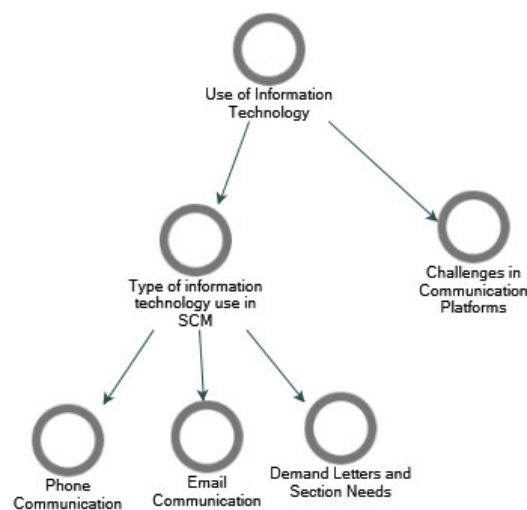 Use of Information
Technology
Type of information
technology use in
SCM
Challenges in
Communication
Platforms
Phone
Communication
Email
Communication
Demand Letters and
Section Needs